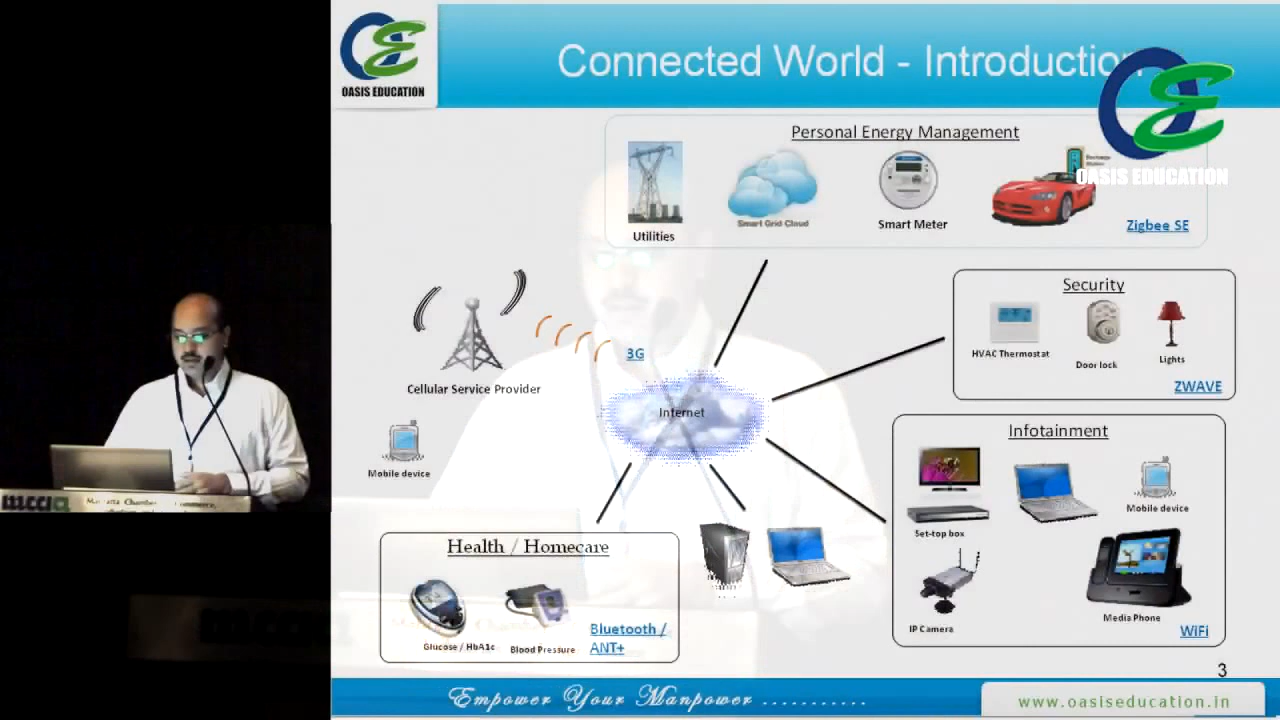 OASIS EDUCATION
Connected World - Introduction
OASIS EDUCATION
Personal Energy Management
Utilities
Smart Grid Cloud
Smart Meter
Zigbee SE
3G
Cellular Service Provider
Mobile device
Internet
Security
HVAC Thermostat
Door lock
Lights
ZWAVE
Infotainment
Set-top box
Mobile device
IP Camera
Media Phone
WiFi
Health / Homecare
Glucose / HbA1c
Blood Pressure
Bluetooth /
ANT+
3
Empower Your Manpower ...........
www.oasiseducation.in